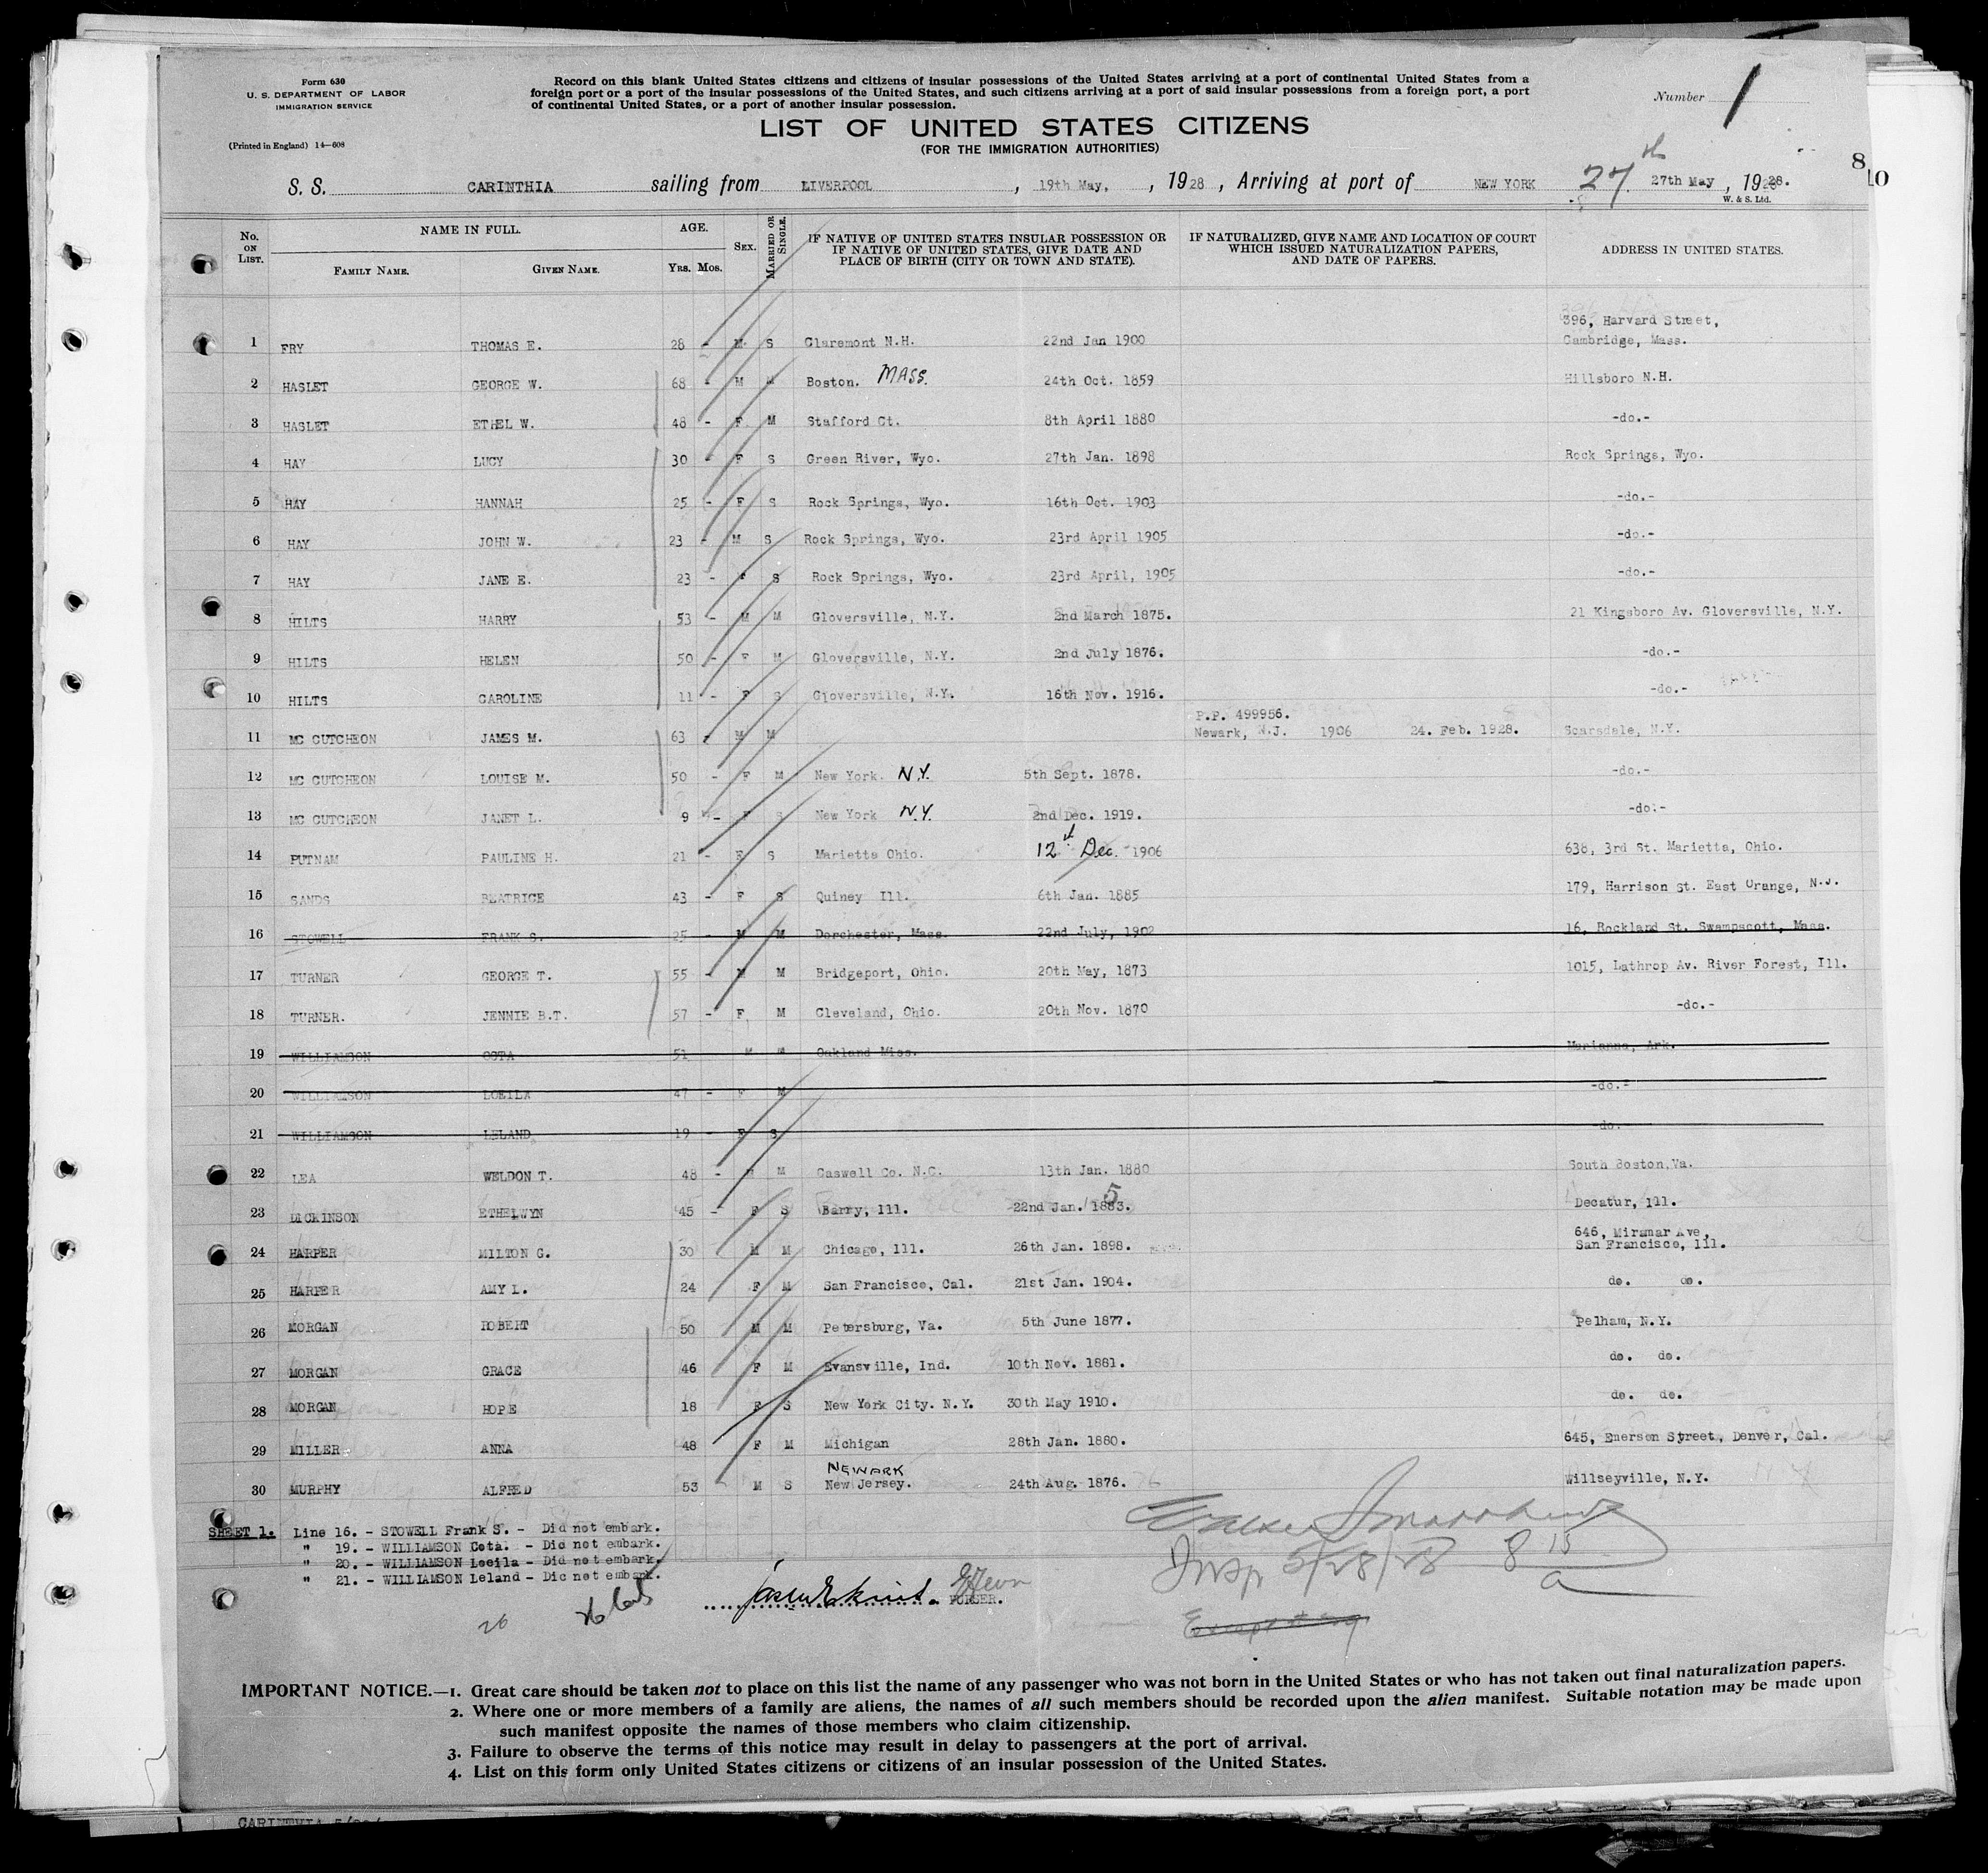 Form 630
U. S. DEPARTMENT OF LABOR
IMMIGRATION SERVICE
(Printed in England) 14—608
Record on this blank United States citizens and citizens of insular possessions of the United States arriving at a port of continental United States from a
foreign port or a port of the insular possessions of the United States, and such citizens arriving at a port of said insular possessions from a foreign port, a port
of continental United States, or a port of another insular possession.
Number 1
LIST OF UNITED STATES CITIZENS
(FOR THE IMMIGRATION AUTHORITIES)
8
10
S. S. CARINTHIA sailing from LIVERPOOL, 19th May, , 1928, Arriving at port of NEW YORK 27th 27th May, 1928.
W. & S. Ltd.
No. ON LIST. NAME IN FULL. FAMILY NAME. GIVEN NAME. AGE. YRS. MOS. SEX. MARRIED OR SINGLE. IF NATIVE OF UNITED STATES INSULAR POSSESSION OR IF NATIVE OF UNITED STATES, GIVE DATE AND PLACE OF BIRTH (CITY OR TOWN AND STATE). IF NATURALIZED, GIVE NAME AND LOCATION OF COURT WHICH ISSUED NATURALIZATION PAPERS, AND DATE OF PAPERS. ADDRESS IN UNITED STATES.
1 FRY THOMAS E. 28 - M S Claremont N.H. 22nd Jan 1900 396, Harvard Street, Cambridge, Mass.
2 HASLET GEORGE W. 68 - M M Boston. MASS. 24th Oct. 1859 Hillsboro N.H.
3 HASLET ETHEL W. 48 - F M Stafford Ct. 8th April 1880 -do.-
4 HAY LUCY 30 - F S Green River, Wyo. 27th Jan. 1898 Rock Springs, Wyo.
5 HAY HANNAH 25 - F S Rock Springs, Wyo. 16th Oct. 1903 -do.-
6 HAY JOHN W. 23 - M S Rock Springs, Wyo. 23rd April 1905 -do.-
7 HAY JANE E. 23 - F S Rock Springs, Wyo. 23rd April, 1905 -do.-
8 HILTS HARRY 53 - M M Gloversville, N.Y. 2nd March 1875. 21 Kingsboro Av. Gloversville, N.Y.
9 HILTS HELEN 50 - F M Gloversville, N.Y. 2nd July 1876. -do.-
10 HILTS CAROLINE 11 - F S Gloversville, N.Y. 16th Nov. 1916. -do.-
11 MC CUTCHEON JAMES M. 63 - M M P.P. 499956. Newark, N.J. 1906 24. Feb. 1928. Scarsdale, N.Y.
12 MC CUTCHEON LOUISE M. 50 - F M New York. N.Y. 5th Sept. 1878. -do.-
13 MC CUTCHEON JANET L. 9 - F S New York N.Y. 2nd Dec. 1919. -do.-
14 PUTNAM PAULINE H. 21 - F S Marietta Ohio. 12th Dec. 1906 638, 3rd St. Marietta, Ohio.
15 SANDS BEATRICE 43 - F S Quiney Ill. 6th Jan. 1885 179, Harrison St. East Orange, N.J.
16 STOWELL FRANK S. 25 - M M Dorchester, Mass. 22nd July, 1902 16, Rockland St. Swampscott, Mass.
17 TURNER GEORGE T. 55 - M M Bridgeport, Ohio. 20th May, 1873 1015, Lathrop Av. River Forest, Ill.
18 TURNER. JENNIE B.T. 57 - F M Cleveland, Ohio. 20th Nov. 1870 -do.-
19 WILLIAMSON COTA 51 M M Oakland Miss. Marianna, Ark.
20 WILLIAMSON LOEILA 47 - F M -do.-
21 WILLIAMSON LELAND 19 - F S -do.
22 LEA WELDON T. 48 - M M Caswell Co. N.C. 13th Jan. 1880 South Boston, Va.
23 DICKINSON ETHELWYN 45 - F S Barry, Ill. 22nd Jan. 1883. 5 Decatur, Ill.
24 HARPER MILTON G. 30 M M Chicago, Ill. 26th Jan. 1898. 646, Miramar Ave, San Francisco, Ill.
25 HARPER AMY L. 24 F M San Francisco, Cal. 21st Jan. 1904. do. do.
26 MORGAN ROBERT 50 M M Petersburg, Va. 5th June 1877. Pelham, N.Y.
27 MORGAN GRACE 46 F M Evansville, Ind. 10th Nov. 1881. do. do.
28 MORGAN HOPE 18 F S New York City. N.Y. 30th May 1910. do. do.
29 MILLER ANNA 48 F M Michigan 28th Jan. 1880. 645, Emerson Street, Denver, Cal.
30 MURPHY ALFRED 53 M S NEWARK New Jersey. 24th Aug. 1876. Willseyville, N.Y.
SHEET 1. Line 16. - STOWELL Frank S. - Did not embark.
" 19. - WILLIAMSON Cota. - Did not embark.
" 20. - WILLIAMSON Loeila - Did not embark.
" 21. - WILLIAMSON Leland - Did not embark.
Insp 5/28/28 8 15 a
PURSER.
26
IMPORTANT NOTICE.—1. Great care should be taken not to place on this list the name of any passenger who was not born in the United States or who has not taken out final naturalization papers.
2. Where one or more members of a family are aliens, the names of all such members should be recorded upon the alien manifest. Suitable notation may be made upon
such manifest opposite the names of those members who claim citizenship.
3. Failure to observe the terms of this notice may result in delay to passengers at the port of arrival.
4. List on this form only United States citizens or citizens of an insular possession of the United States.